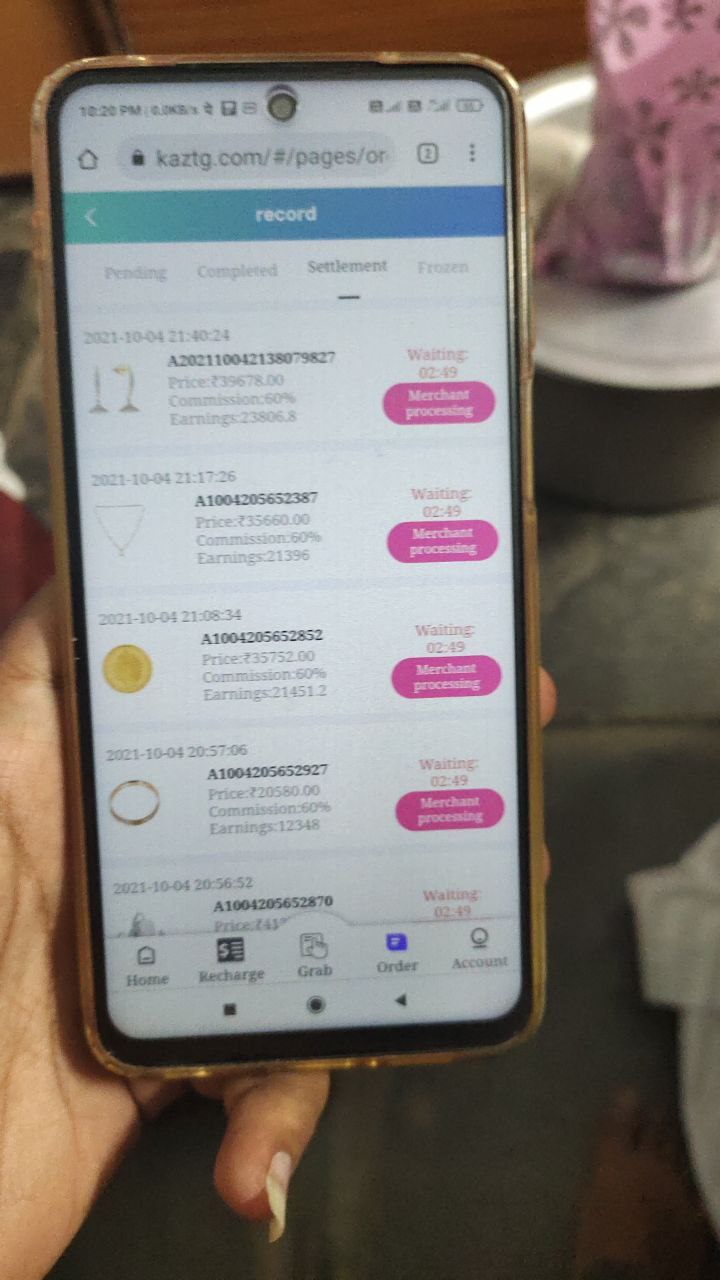 10:20 PM | 0.0KB/s
kaztg.com/#/pages/or
2
record
Pending Completed Settlement Frozen
2021-10-04 21:40:24
A202110042138079827
Price:₹39678.00
Commission:60%
Earnings:23806.8
Waiting:
02:49
Merchant
processing
2021-10-04 21:17:26
A1004205652387
Price:₹35660.00
Commission:60%
Earnings:21396
Waiting:
02:49
Merchant
processing
2021-10-04 21:08:34
A1004205652852
Price:₹35752.00
Commission:60%
Earnings:21451.2
Waiting:
02:49
Merchant
processing
2021-10-04 20:57:06
A1004205652927
Price:₹20580.00
Commission:60%
Earnings:12348
Waiting:
02:49
Merchant
processing
2021-10-04 20:56:52
A1004205652870
Waiting:
02:49
Home Recharge Grab Order Account